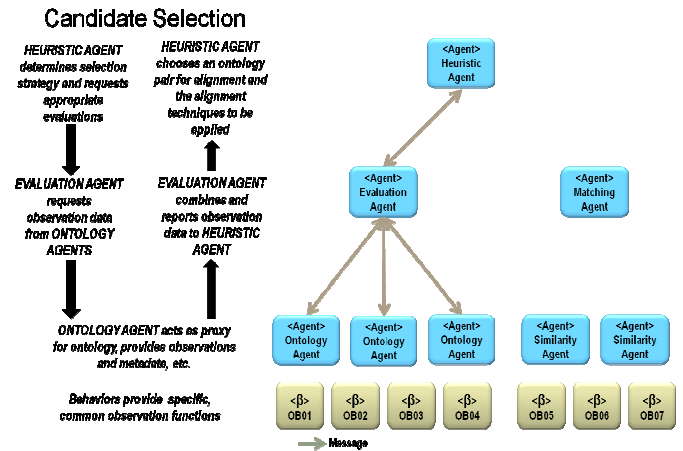 Candidate Selection
HEURISTIC AGENT
determines selection
strategy and requests
appropriate
evaluations
HEURISTIC AGENT
chooses an ontology
pair for alignment and
the alignment
techniques to be
applied
EVALUATION AGENT
requests
observation data
from ONTOLOGY
AGENTS
EVALUATION AGENT
combines and
reports observation
data to HEURISTIC
AGENT
ONTOLOGY AGENT acts as proxy
for ontology, provides observations
and metadata, etc.
Behaviors provide specific,
common observation functions
<Agent>
Heuristic
Agent
<Agent>
Evaluation
Agent
<Agent>
Matching
Agent
<Agent>
Ontology
Agent
<Agent>
Ontology
Agent
<Agent>
Ontology
Agent
<Agent>
Similarity
Agent
<Agent>
Similarity
Agent
<β>
OB01
<β>
OB02
<β>
OB03
<β>
OB04
<β>
OB05
<β>
OB06
<β>
OB07
Message